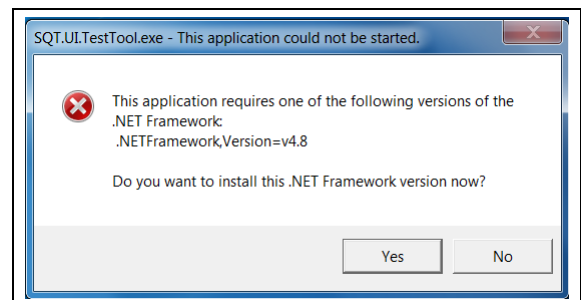 SQT.UI.TestTool.exe - This application could not be started.
This application requires one of the following versions of the
.NET Framework:
.NETFramework,Version=v4.8
Do you want to install this .NET Framework version now?
Yes
No